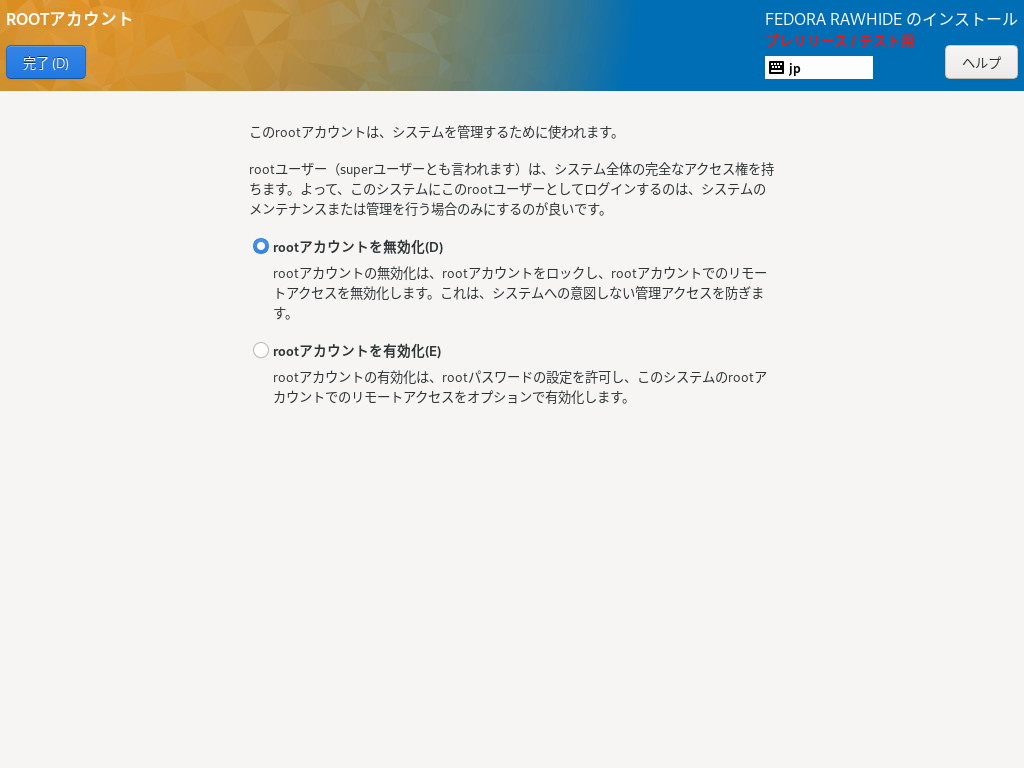 ROOTアカウント
FEDORA RAWHIDE のインストール
プレリリース / テスト用
完了 (D)
jp
ヘルプ
このrootアカウントは、システムを管理するために使われます。
rootユーザー（superユーザーとも言われます）は、システム全体の完全なアクセス権を持
ちます。よって、このシステムにこのrootユーザーとしてログインするのは、システムの
メンテナンスまたは管理を行う場合のみにするのが良いです。
rootアカウントを無効化(D)
rootアカウントの無効化は、rootアカウントをロックし、rootアカウントでのリモー
トアクセスを無効化します。これは、システムへの意図しない管理アクセスを防ぎま
す。
rootアカウントを有効化(E)
rootアカウントの有効化は、rootパスワードの設定を許可し、このシステムのrootア
カウントでのリモートアクセスをオプションで有効化します。